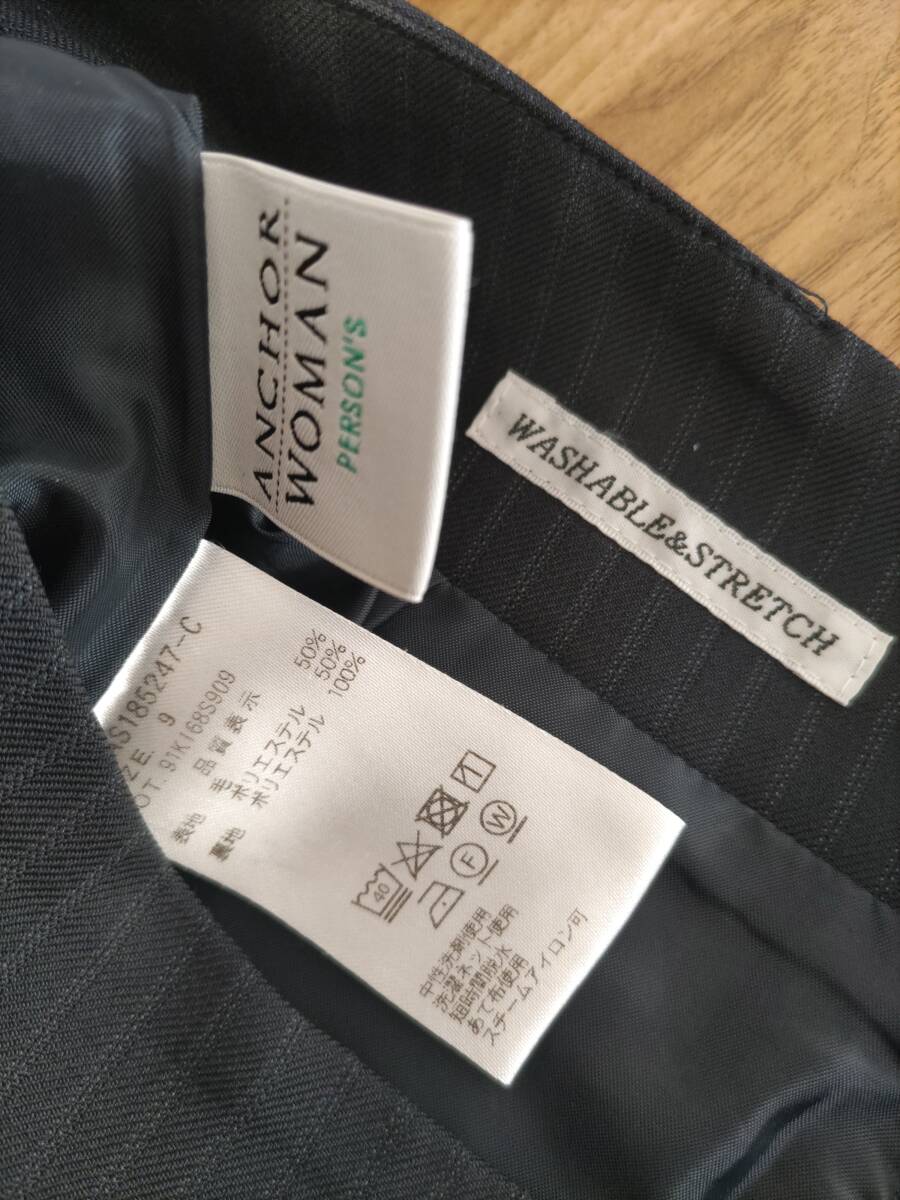 ANCHOR
WOMAN
PERSON'S
WASHABLE&STRETCH
S185247-C
ZE. 9
OT.91K168S909
品質表示
表地 毛 50%
ポリエステル 50%
裏地 ポリエステル 100%
40
F W
中性洗剤使用
洗濯ネット使用
短時間脱水
あて布使用
スチームアイロン可